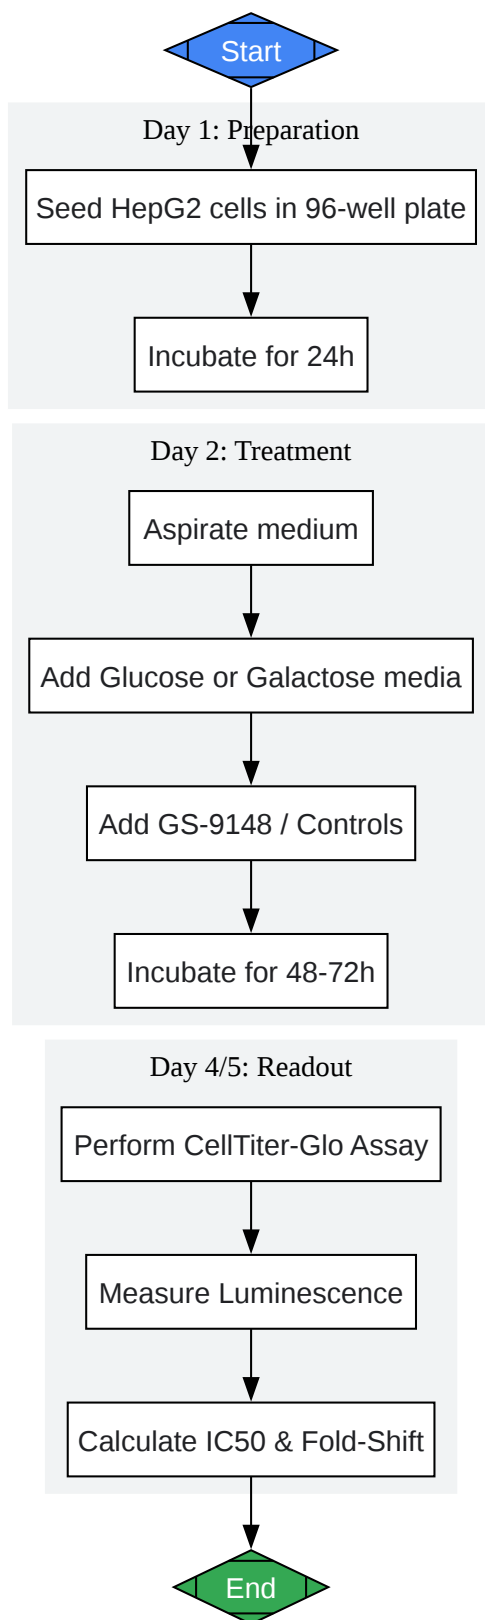 Start
Day 1: Preparation
Seed HepG2 cells in 96-well plate
Incubate for 24h
Day 2: Treatment
Aspirate medium
Add Glucose or Galactose media
Add GS-9148 / Controls
Incubate for 48-72h
Day 4/5: Readout
Perform CellTiter-Glo Assay
Measure Luminescence
Calculate IC50 & Fold-Shift
End